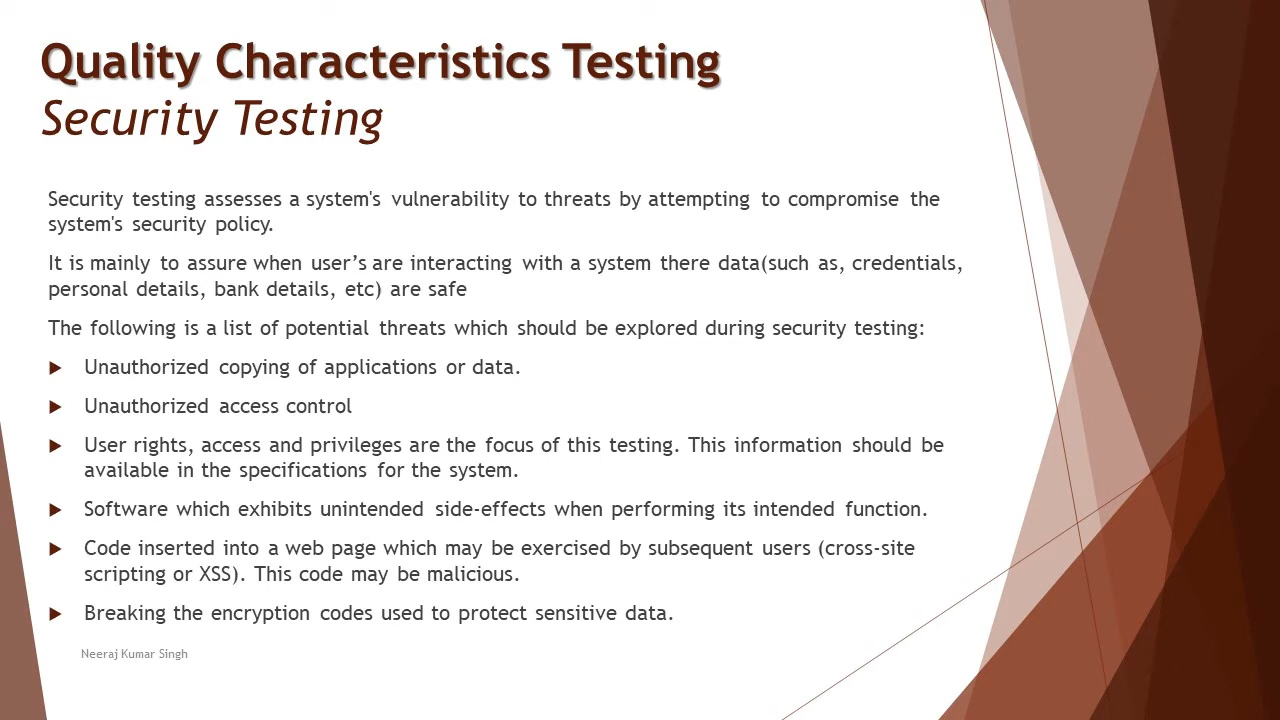 Quality Characteristics Testing
Security Testing
Security testing assesses a system's vulnerability to threats by attempting to compromise the
system's security policy.
It is mainly to assure when user’s are interacting with a system there data(such as, credentials,
personal details, bank details, etc) are safe
The following is a list of potential threats which should be explored during security testing:
Unauthorized copying of applications or data.
Unauthorized access control
User rights, access and privileges are the focus of this testing. This information should be
available in the specifications for the system.
Software which exhibits unintended side-effects when performing its intended function.
Code inserted into a web page which may be exercised by subsequent users (cross-site
scripting or XSS). This code may be malicious.
Breaking the encryption codes used to protect sensitive data.
Neeraj Kumar Singh